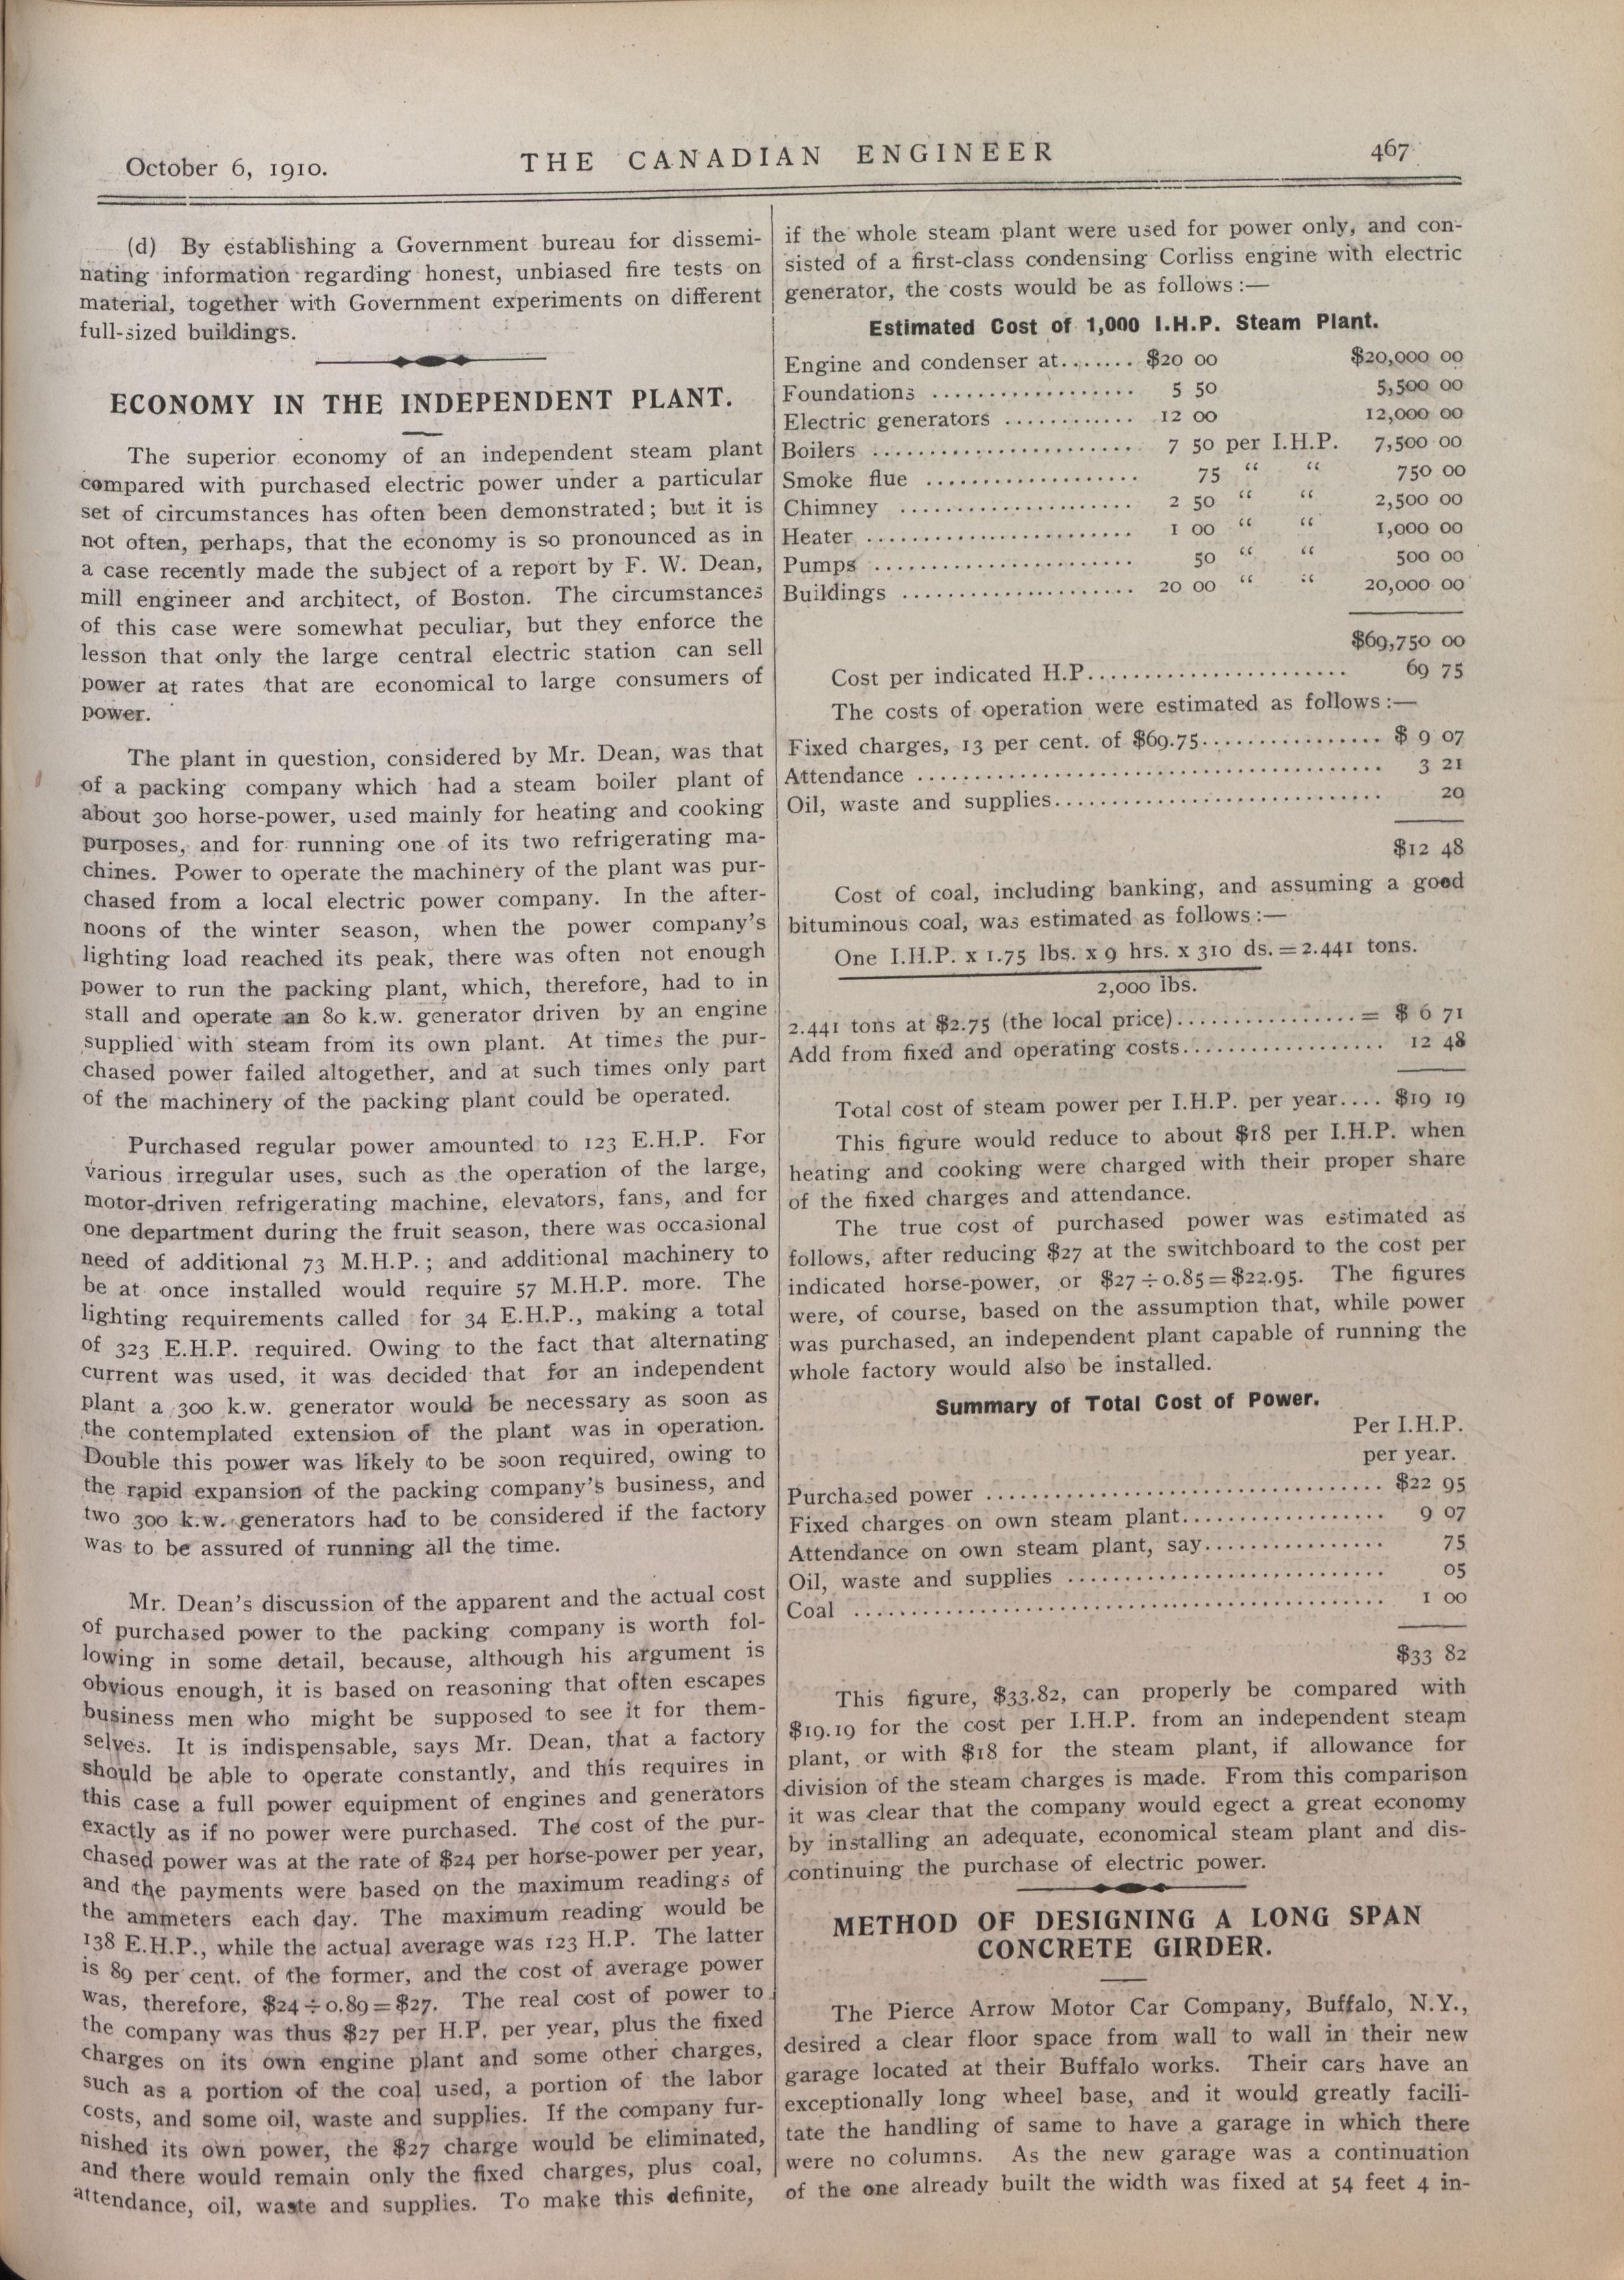 October 6, 1910.
THE CANADIAN ENGINEER
467
(d) By establishing a Government bureau for dissemi-
nating information regarding honest, unbiased fire tests on
material, together with Government experiments on different
full-sized buildings.
ECONOMY IN THE INDEPENDENT PLANT.
The superior economy of an independent steam plant
compared with purchased electric power under a particular
set of circumstances has often been demonstrated; but it is
not often, perhaps, that the economy is so pronounced as in
a case recently made the subject of a report by F. W. Dean,
mill engineer and architect, of Boston. The circumstances
of this case were somewhat peculiar, but they enforce the
lesson that only the large central electric station can sell
power at rates that are economical to large consumers of
power.
The plant in question, considered by Mr. Dean, was that
of a packing company which had a steam boiler plant of
about 300 horse-power, used mainly for heating and cooking
purposes, and for running one of its two refrigerating ma-
chines. Power to operate the machinery of the plant was pur-
chased from a local electric power company. In the after-
noons of the winter season, when the power company's
lighting load reached its peak, there was often not enough
power to run the packing plant, which, therefore, had to in
stall and operate an 80 k.w. generator driven by an engine
supplied with steam from its own plant. At times the pur-
chased power failed altogether, and at such times only part
of the machinery of the packing plant could be operated.
Purchased regular power amounted to 123 E.H.P. For
various irregular uses, such as the operation of the large,
motor-driven refrigerating machine, elevators, fans, and for
one department during the fruit season, there was occasional
need of additional 73 M.H.P.; and additional machinery to
be at once installed would require 57 M.H.P. more. The
lighting requirements called for 34 E.H.P., making a total
of 323 E.H.P. required. Owing to the fact that alternating
current was used, it was decided that for an independent
plant a 300 k.w. generator would be necessary as soon as
the contemplated extension of the plant was in operation.
Double this power was likely to be soon required, owing to
the rapid expansion of the packing company's business, and
two 300 k.w. generators had to be considered if the factory
was to be assured of running all the time.
Mr. Dean's discussion of the apparent and the actual cost
of purchased power to the packing company is worth fol-
lowing in some detail, because, although his argument is
obvious enough, it is based on reasoning that often escapes
business men who might be supposed to see it for them-
selves. It is indispensable, says Mr. Dean, that a factory
should be able to operate constantly, and this requires in
this case a full power equipment of engines and generators
exactly as if no power were purchased. The cost of the pur-
chased power was at the rate of $24 per horse-power per year,
and the payments were based on the maximum readings of
the ammeters each day. The maximum reading would be
138 E.H.P., while the actual average was 123 H.P. The latter
is 89 per cent. of the former, and the cost of average power
was, therefore, $24÷0.89=$27. The real cost of power to
the company was thus $27 per H.P. per year, plus the fixed
charges on its own engine plant and some other charges,
such as a portion of the coal used, a portion of the labor
costs, and some oil, waste and supplies. If the company fur-
nished its own power, the $27 charge would be eliminated,
and there would remain only the fixed charges, plus coal,
attendance, oil, waste and supplies. To make this definite,
if the whole steam plant were used for power only, and con-
sisted of a first-class condensing Corliss engine with electric
generator, the costs would be as follows:—
Estimated Cost of 1,000 I.H.P. Steam Plant.
Engine and condenser at....... $20 00 $20,000 00
Foundations .................. 5 50 5,500 00
Electric generators ............ 12 00 12,000 00
Boilers ....................... 7 50 per I.H.P. 7,500 00
Smoke flue ................... 75 “ “ 750 00
Chimney ..................... 2 50 “ “ 2,500 00
Heater ........................ 1 00 “ “ 1,000 00
Pumps ....................... 50 “ “ 500 00
Buildings ..................... 20 00 “ “ 20,000 00
$69,750 00
Cost per indicated H.P....................... 69 75
The costs of operation were estimated as follows:—
Fixed charges, 13 per cent. of $69.75................ $ 9 07
Attendance .......................................... 3 21
Oil, waste and supplies............................. 20
$12 48
Cost of coal, including banking, and assuming a good
bituminous coal, was estimated as follows:—
One I.H.P. x 1.75 lbs. x 9 hrs. x 310 ds.=2.441 tons.
2,000 lbs.
2.441 tons at $2.75 (the local price)................= $ 6 71
Add from fixed and operating costs.................. 12 48
Total cost of steam power per I.H.P. per year.... $19 19
This figure would reduce to about $18 per I.H.P. when
heating and cooking were charged with their proper share
of the fixed charges and attendance.
The true cost of purchased power was estimated as
follows, after reducing $27 at the switchboard to the cost per
indicated horse-power, or $27÷0.85=$22.95. The figures
were, of course, based on the assumption that, while power
was purchased, an independent plant capable of running the
whole factory would also be installed.
Summary of Total Cost of Power.
Per I.H.P.
per year.
Purchased power ................................... $22 95
Fixed charges on own steam plant.................. 9 07
Attendance on own steam plant, say................ 75
Oil, waste and supplies ............................ 05
Coal ............................................... 1 00
$33 82
This figure, $33.82, can properly be compared with
$19.19 for the cost per I.H.P. from an independent steam
plant, or with $18 for the steam plant, if allowance for
division of the steam charges is made. From this comparison
it was clear that the company would egect a great economy
by installing an adequate, economical steam plant and dis-
continuing the purchase of electric power.
METHOD OF DESIGNING A LONG SPAN
CONCRETE GIRDER.
The Pierce Arrow Motor Car Company, Buffalo, N.Y.,
desired a clear floor space from wall to wall in their new
garage located at their Buffalo works. Their cars have an
exceptionally long wheel base, and it would greatly facili-
tate the handling of same to have a garage in which there
were no columns. As the new garage was a continuation
of the one already built the width was fixed at 54 feet 4 in-